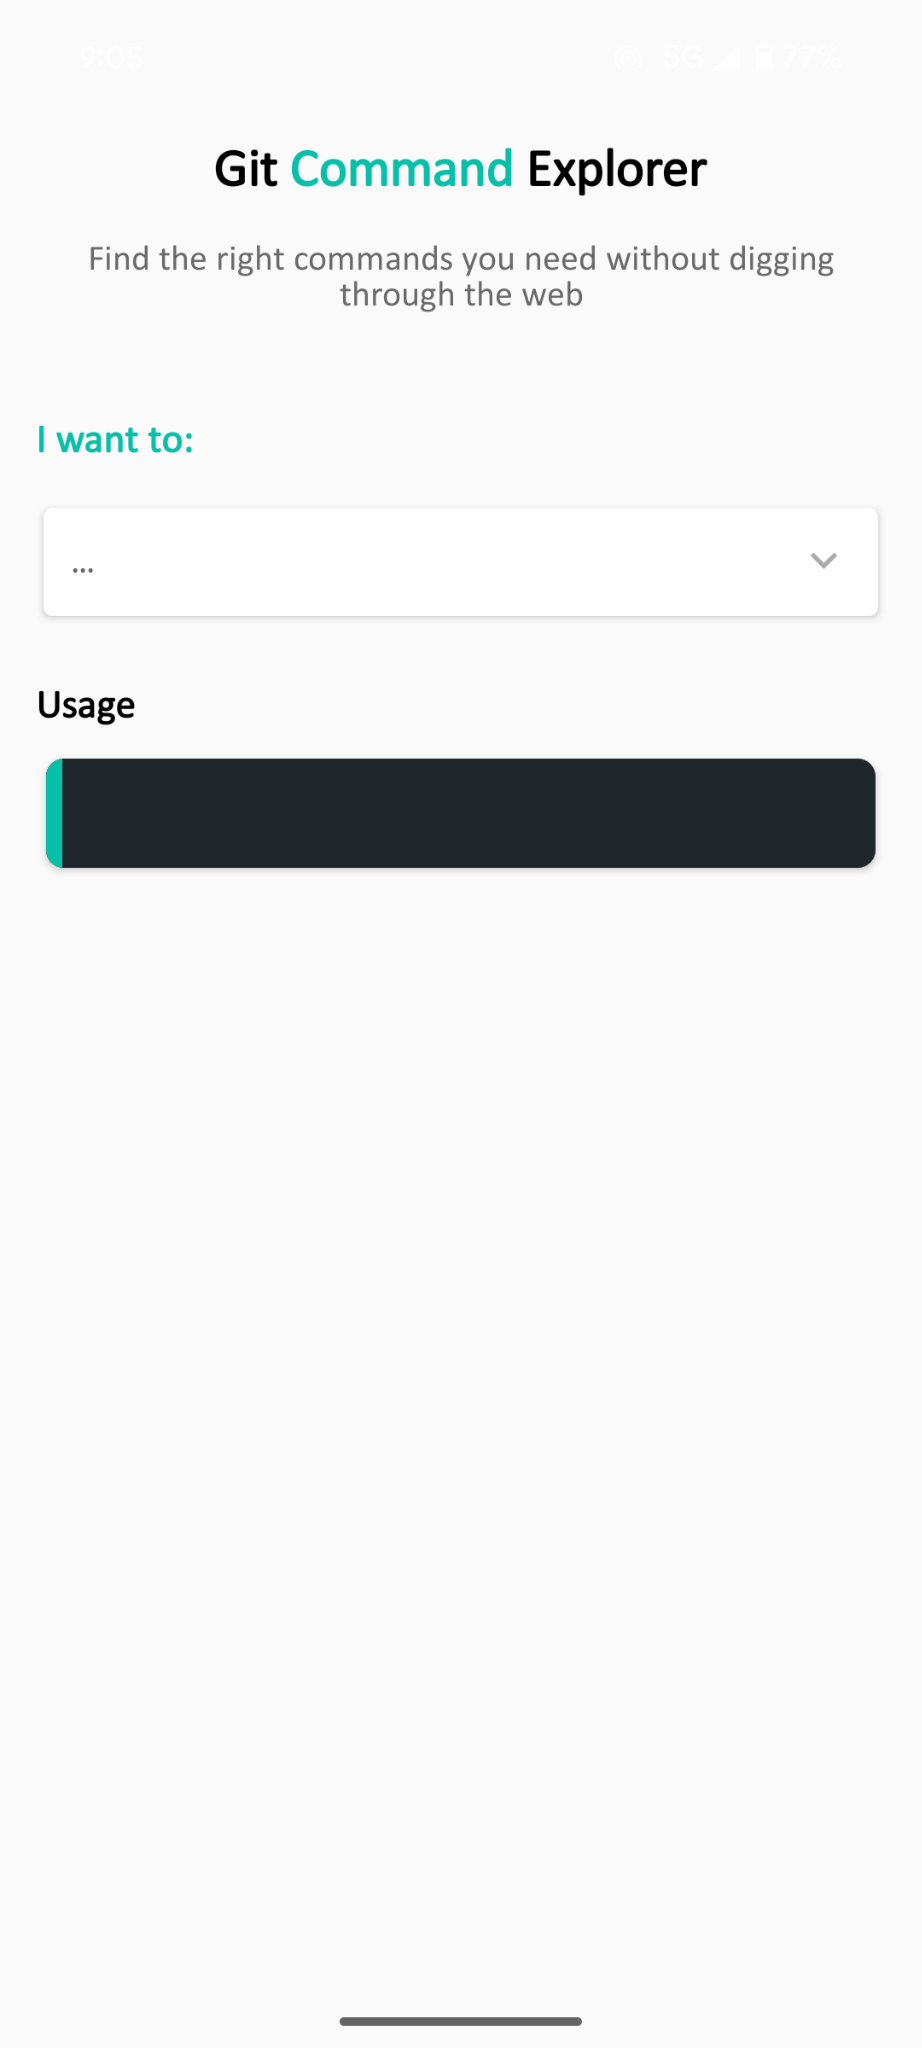 9:05 5G 77%
Git Command Explorer
Find the right commands you need without digging
through the web
I want to:
...
Usage